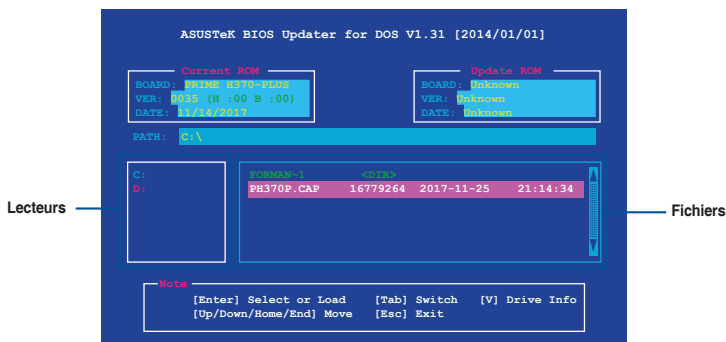 ASUSTeK BIOS Updater for DOS V1.31 [2014/01/01]
Current ROM
BOARD: PRIME H370-PLUS
VER: 0035 (H :00 B :00)
DATE: 11/14/2017
Update ROM
BOARD: Unknown
VER: Unknown
DATE: Unknown
PATH: C:\
C:
D:
FORMAN~1 <DIR>
PH370P.CAP 16779264 2017-11-25 21:14:34
Lecteurs
Fichiers
Note
[Enter] Select or Load [Tab] Switch [V] Drive Info
[Up/Down/Home/End] Move [Esc] Exit